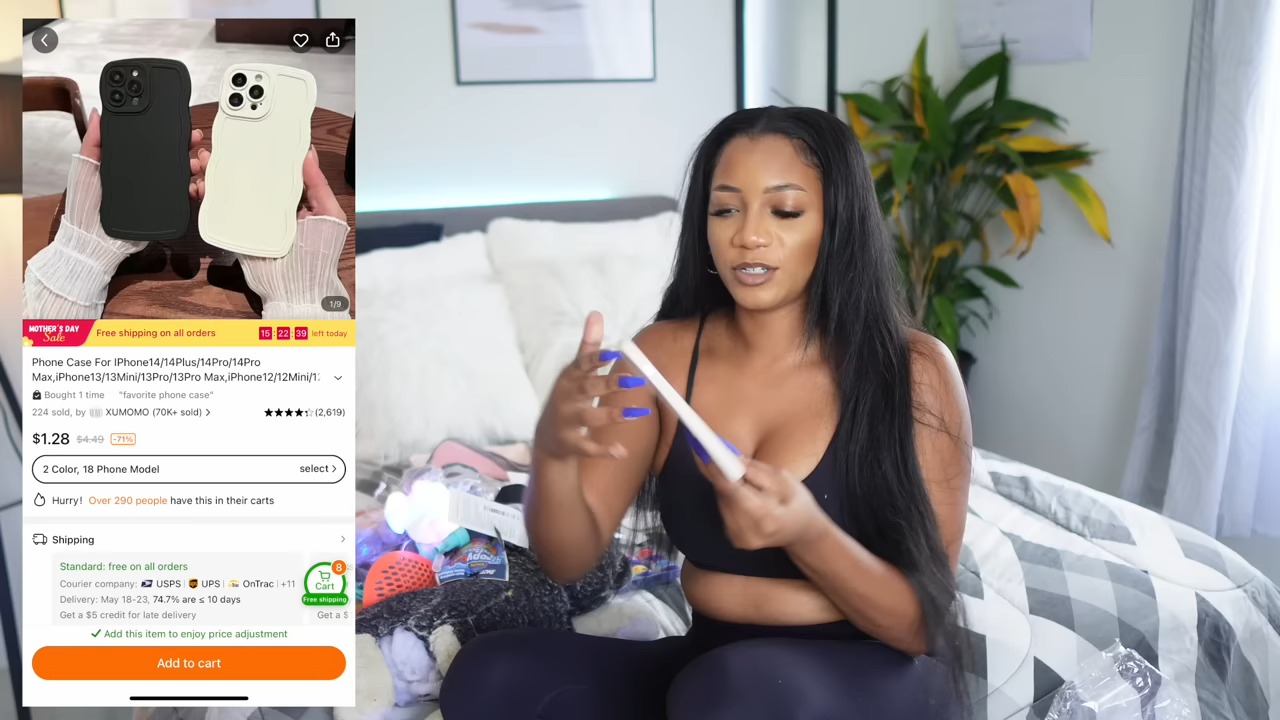 1/9
MOTHER'S DAY
Sale
Free shipping on all orders
15:22:39 left today
Phone Case For IPhone14/14Plus/14Pro/14Pro
Max,iPhone13/13Mini/13Pro/13Pro Max,iPhone12/12Mini/1
Bought 1 time "favorite phone case"
224 sold, by XUMOMO (70K+ sold) (2,619)
$1.28 $4.49 -71%
2 Color, 18 Phone Model select
Hurry! Over 290 people have this in their carts
Shipping
Standard: free on all orders
Courier company: USPS UPS OnTrac +11
Delivery: May 18-23, 74.7% are ≤ 10 days
Get a $5 credit for late delivery
Get a $
8
Cart
Free shipping
Add this item to enjoy price adjustment
Add to cart